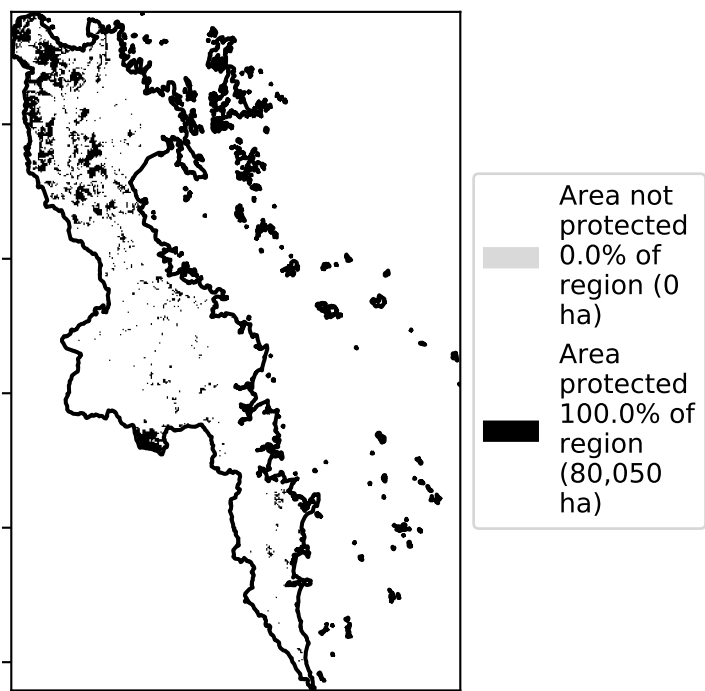 Area not
protected
0.0% of
region (0
ha)
Area
protected
100.0% of
region
(80,050
ha)